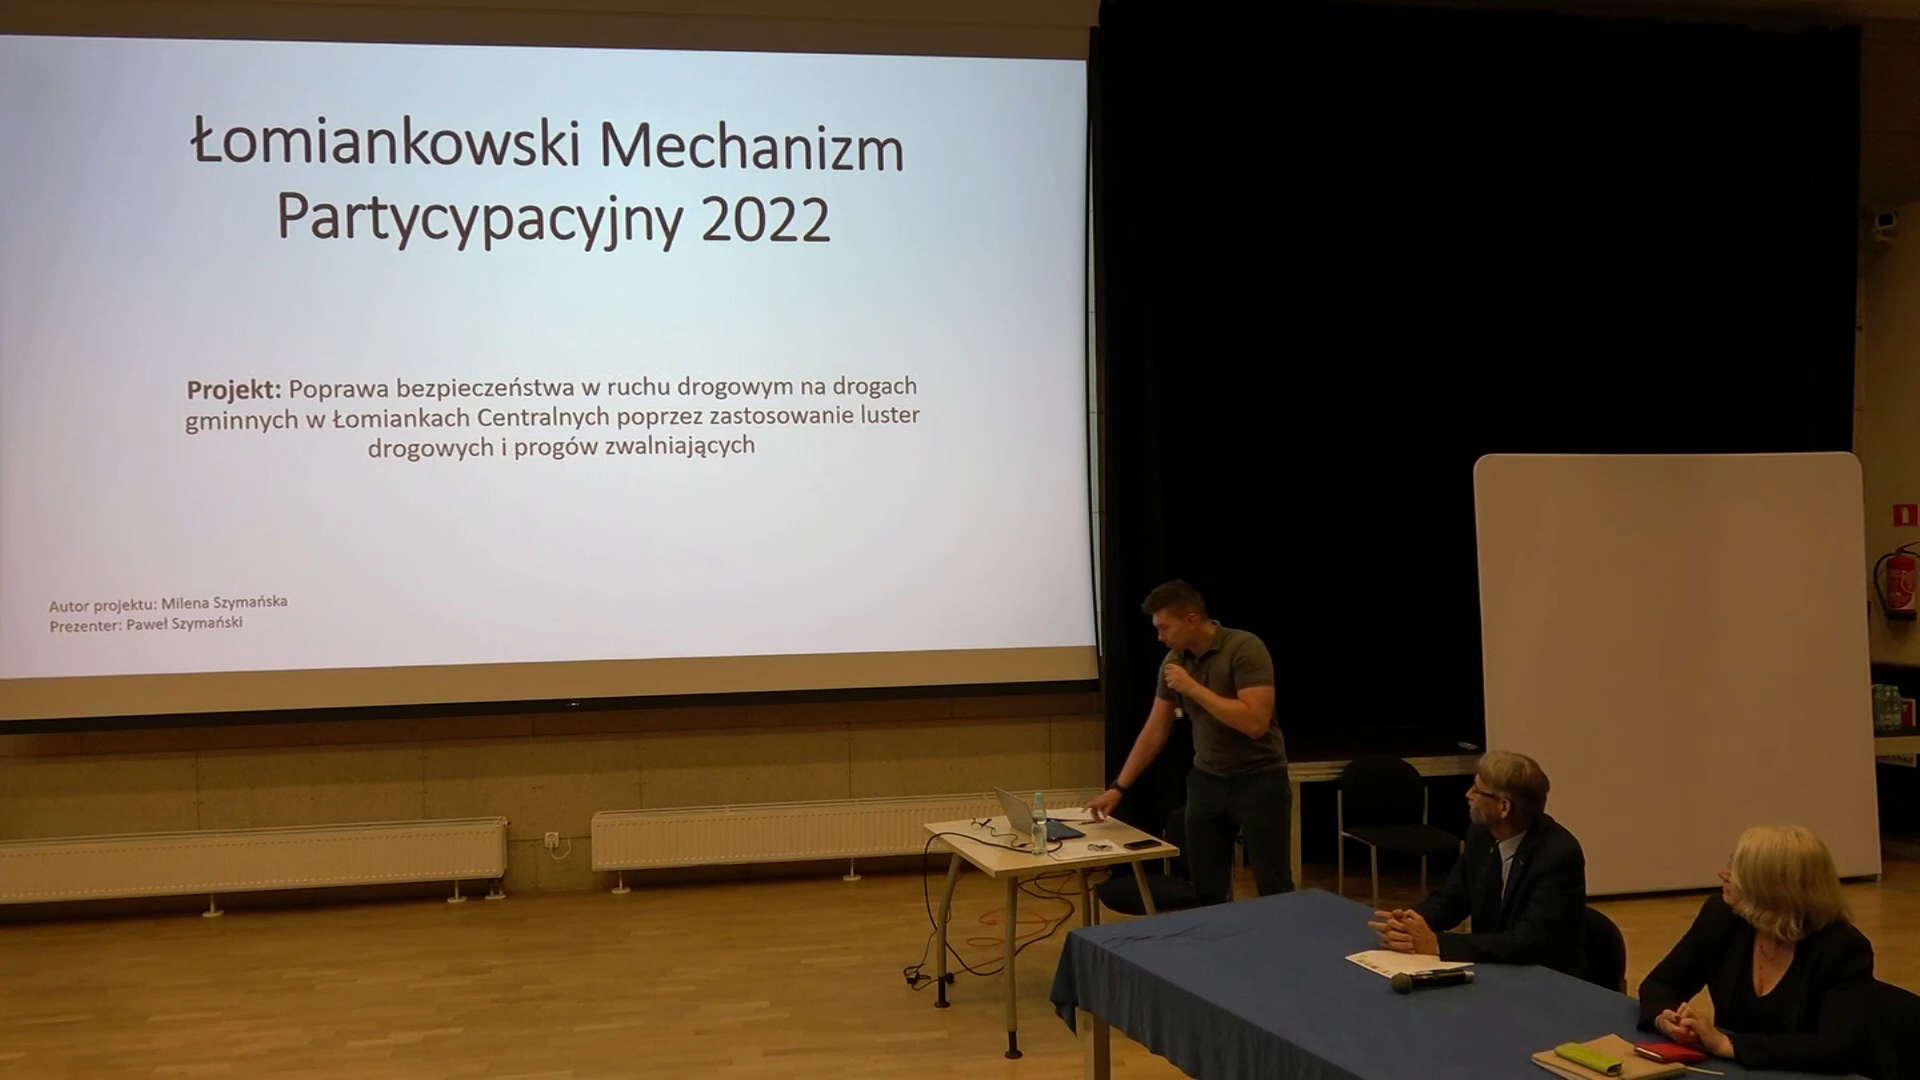 Łomiankowski Mechanizm
Partycypacyjny 2022
Projekt: Poprawa bezpieczeństwa w ruchu drogowym na drogach
gminnych w Łomiankach Centralnych poprzez zastosowanie luster
drogowych i progów zwalniających
Autor projektu: Milena Szymańska
Prezenter: Paweł Szymański